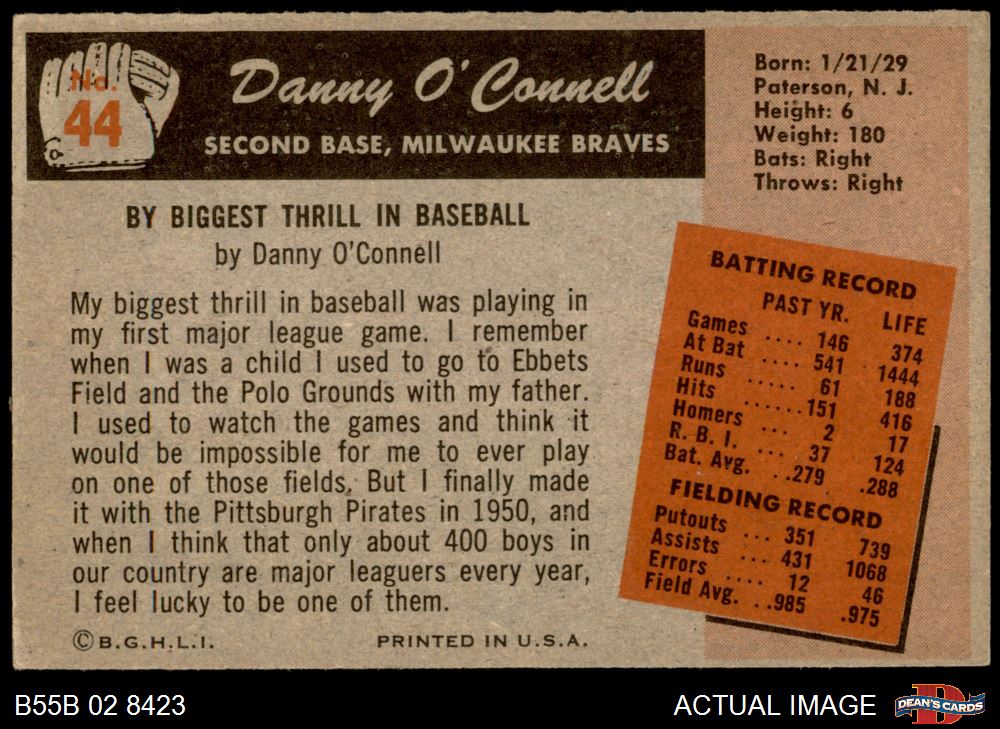 No.
44
Danny O'Connell
SECOND BASE, MILWAUKEE BRAVES
Born: 1/21/29
Paterson, N. J.
Height: 6
Weight: 180
Bats: Right
Throws: Right
BY BIGGEST THRILL IN BASEBALL
by Danny O'Connell
My biggest thrill in baseball was playing in
my first major league game. I remember
when I was a child I used to go to Ebbets
Field and the Polo Grounds with my father.
I used to watch the games and think it
would be impossible for me to ever play
on one of those fields. But I finally made
it with the Pittsburgh Pirates in 1950, and
when I think that only about 400 boys in
our country are major leaguers every year,
I feel lucky to be one of them.
©B.G.H.L.I. PRINTED IN U.S.A.
BATTING RECORD
PAST YR. LIFE
Games .... 146 374
At Bat .... 541 1444
Runs ..... 61 188
Hits ......151 416
Homers ... 2 17
R. B. I. ... 37 124
Bat. Avg. ..279 .288
FIELDING RECORD
Putouts ... 351 739
Assists ... 431 1068
Errors .... 12 46
Field Avg. ..985 .975
B55B 02 8423 ACTUAL IMAGE
D
DEAN'S CARDS